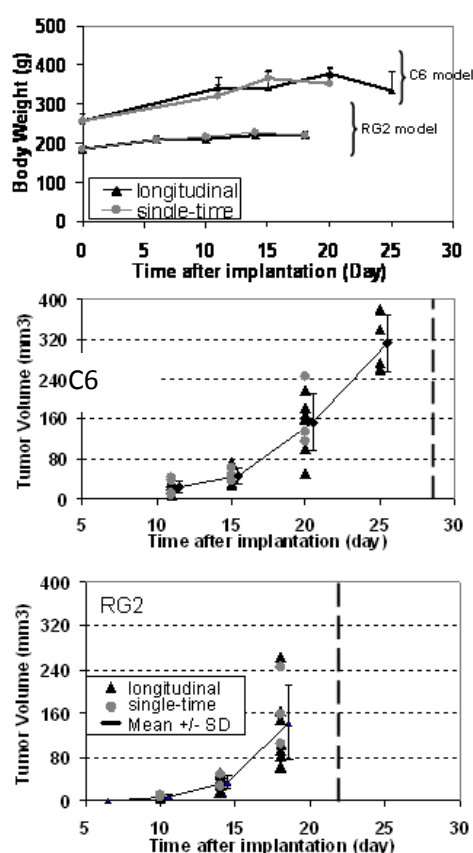 500
400
300
200
100
0
Body Weight (g)
C6 model
RG2 model
longitudinal
single-time
0 5 10 15 20 25 30
Time after implantation (Day)
400
320
240
160
80
0
Tumor Volume (mm3)
C6
5 10 15 20 25 30
Time after implantation (day)
400
320
240
160
80
0
Tumor Volume (mm3)
RG2
longitudinal
single-time
Mean +/- SD
5 10 15 20 25 30
Time after implantation (day)